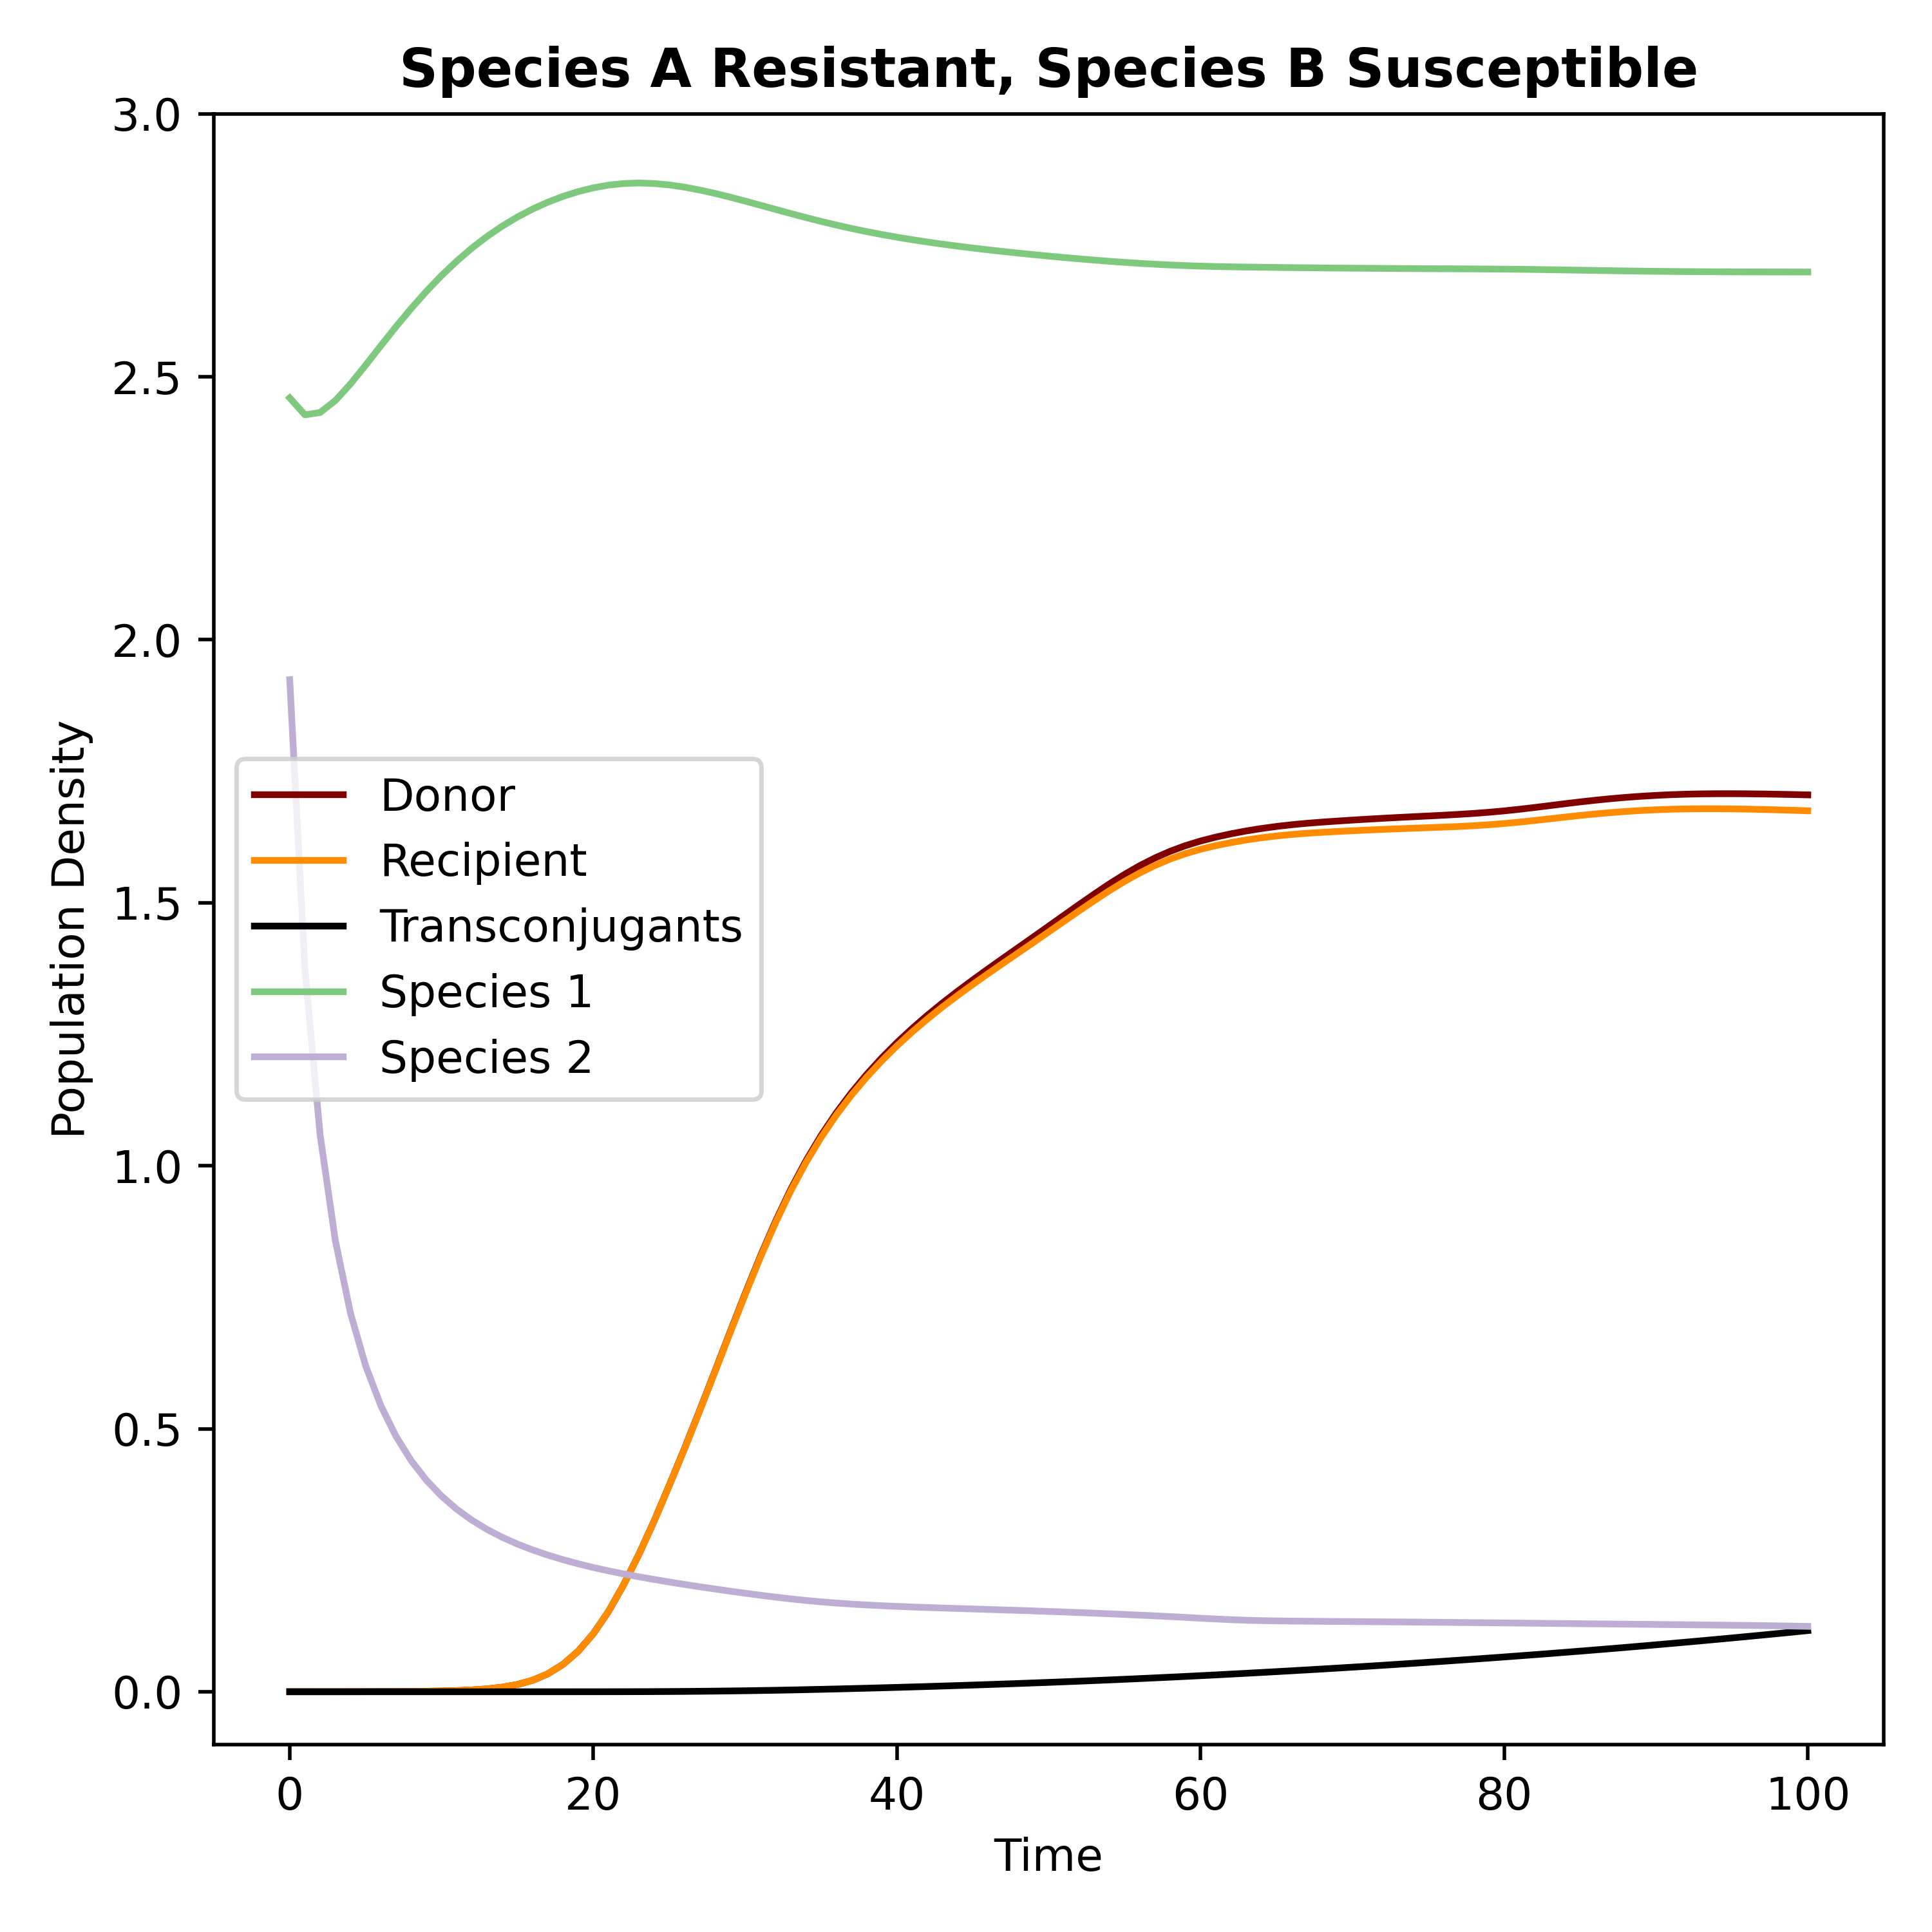 Species A Resistant, Species B Susceptible
3.0
2.5
2.0
1.5
1.0
0.5
0.0
Population Density
Donor
Recipient
Transconjugants
Species 1
Species 2
0 20 40 60 80 100
Time